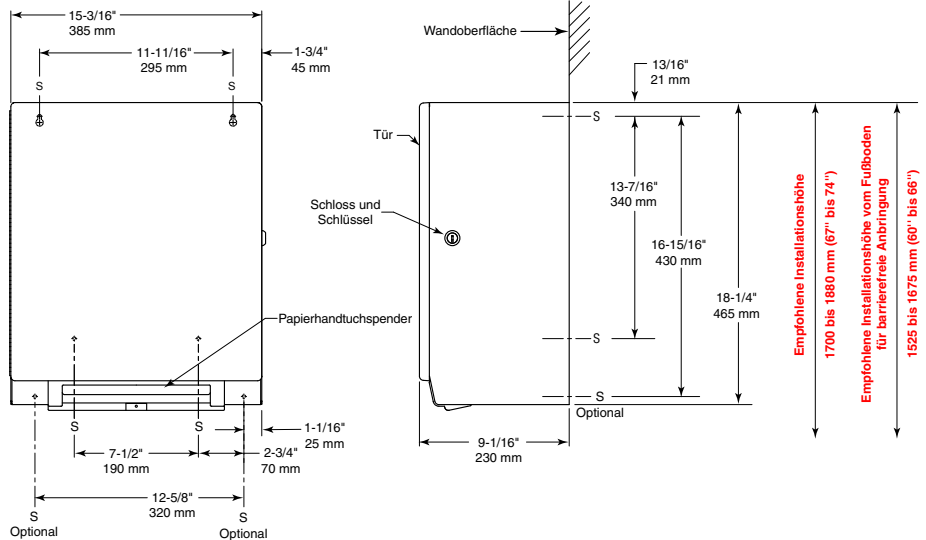 15-3/16"
385 mm
11-11/16"
295 mm
1-3/4"
45 mm
S
S
Papierhandtuchspender
S
S
1-1/16"
25 mm
7-1/2"
190 mm
2-3/4"
70 mm
12-5/8"
320 mm
S
Optional
S
Optional
Wandoberfläche
13/16"
21 mm
S
Tür
13-7/16"
340 mm
Schloss und
Schlüssel
16-15/16"
430 mm
18-1/4"
465 mm
S
S
Optional
9-1/16"
230 mm
Empfohlene Installationshöhe
1700 bis 1880 mm (67" bis 74")
Empfohlene Installationshöhe vom Fußboden
für barrierefreie Anbringung
1525 bis 1675 mm (60" bis 66")